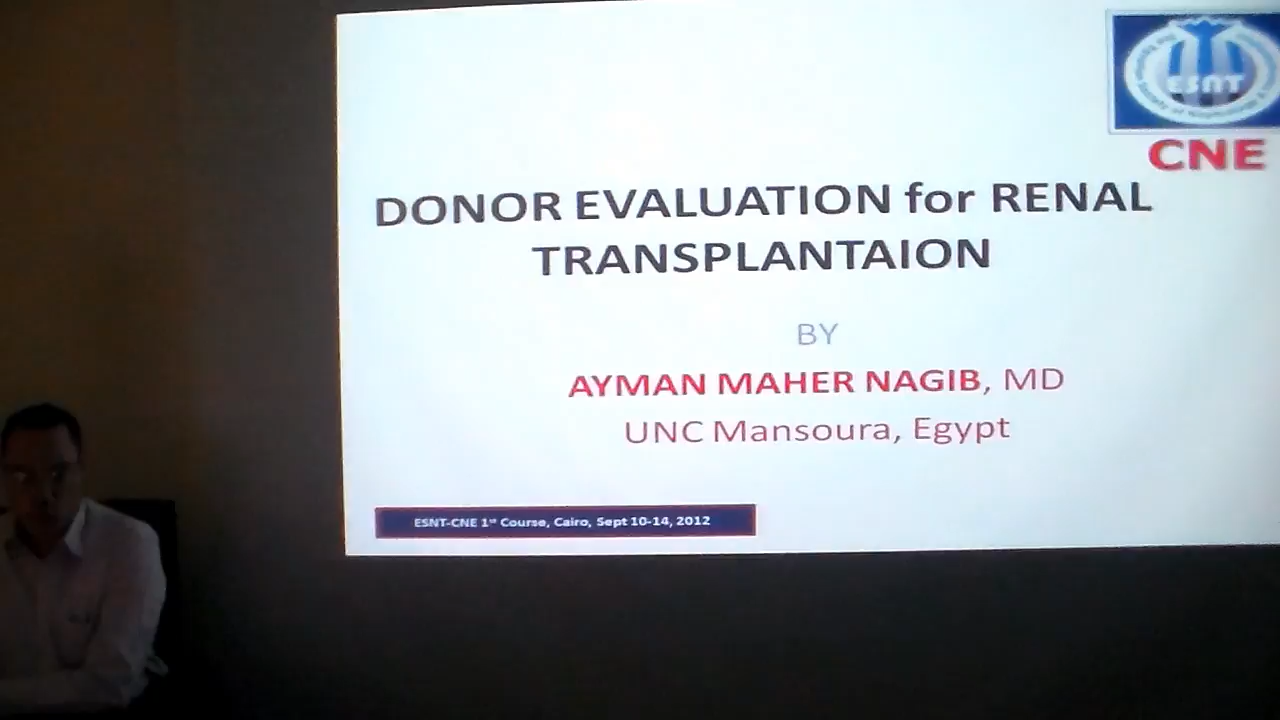 ESNT
CNE
DONOR EVALUATION for RENAL
TRANSPLANTAION
BY
AYMAN MAHER NAGIB, MD
UNC Mansoura, Egypt
ESNT-CNE 1st Course, Cairo, Sept 10-14, 2012